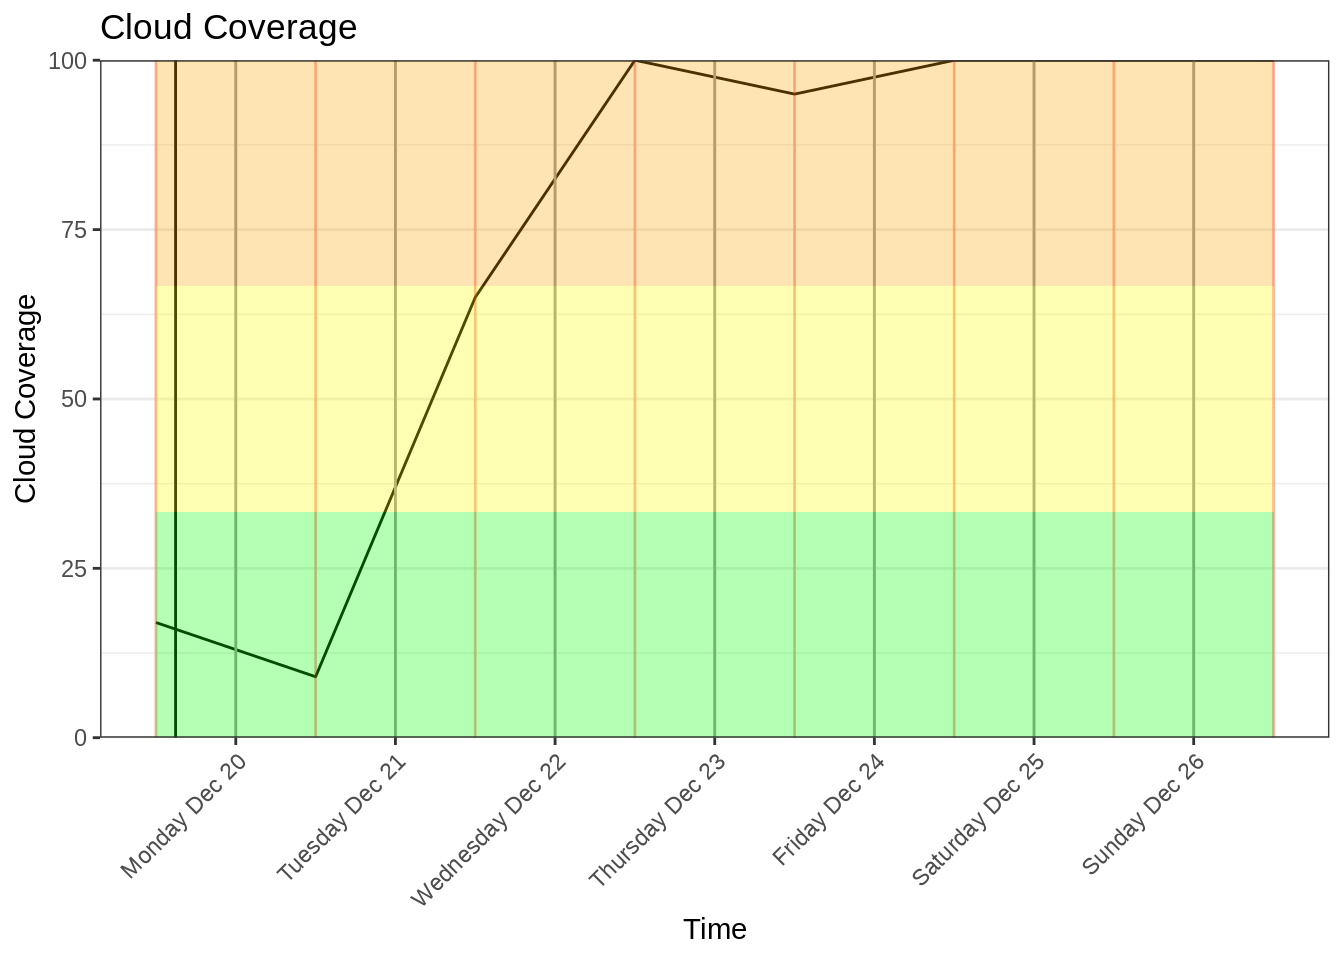 Cloud Coverage
100
75
50
25
0
Cloud Coverage
Monday Dec 20
Tuesday Dec 21
Wednesday Dec 22
Thursday Dec 23
Friday Dec 24
Saturday Dec 25
Sunday Dec 26
Time